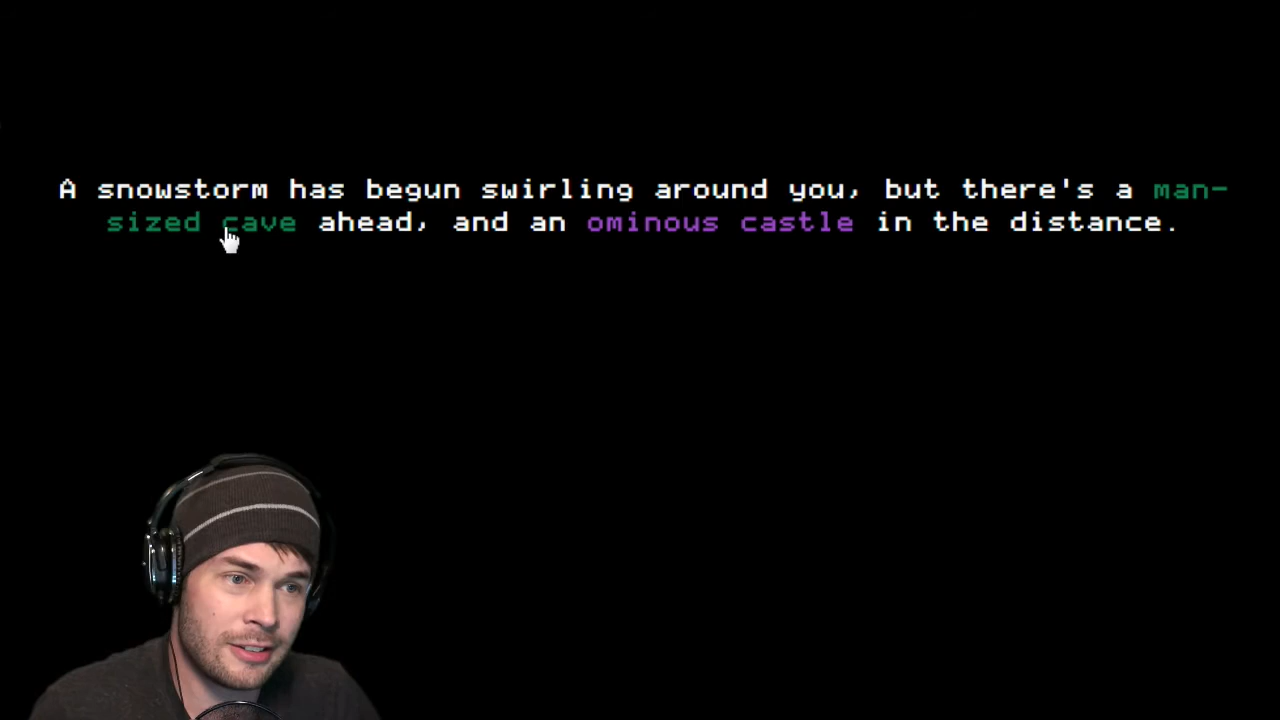 A snowstorm has begun swirling around you, but there's a man-
sized cave ahead, and an ominous castle in the distance.